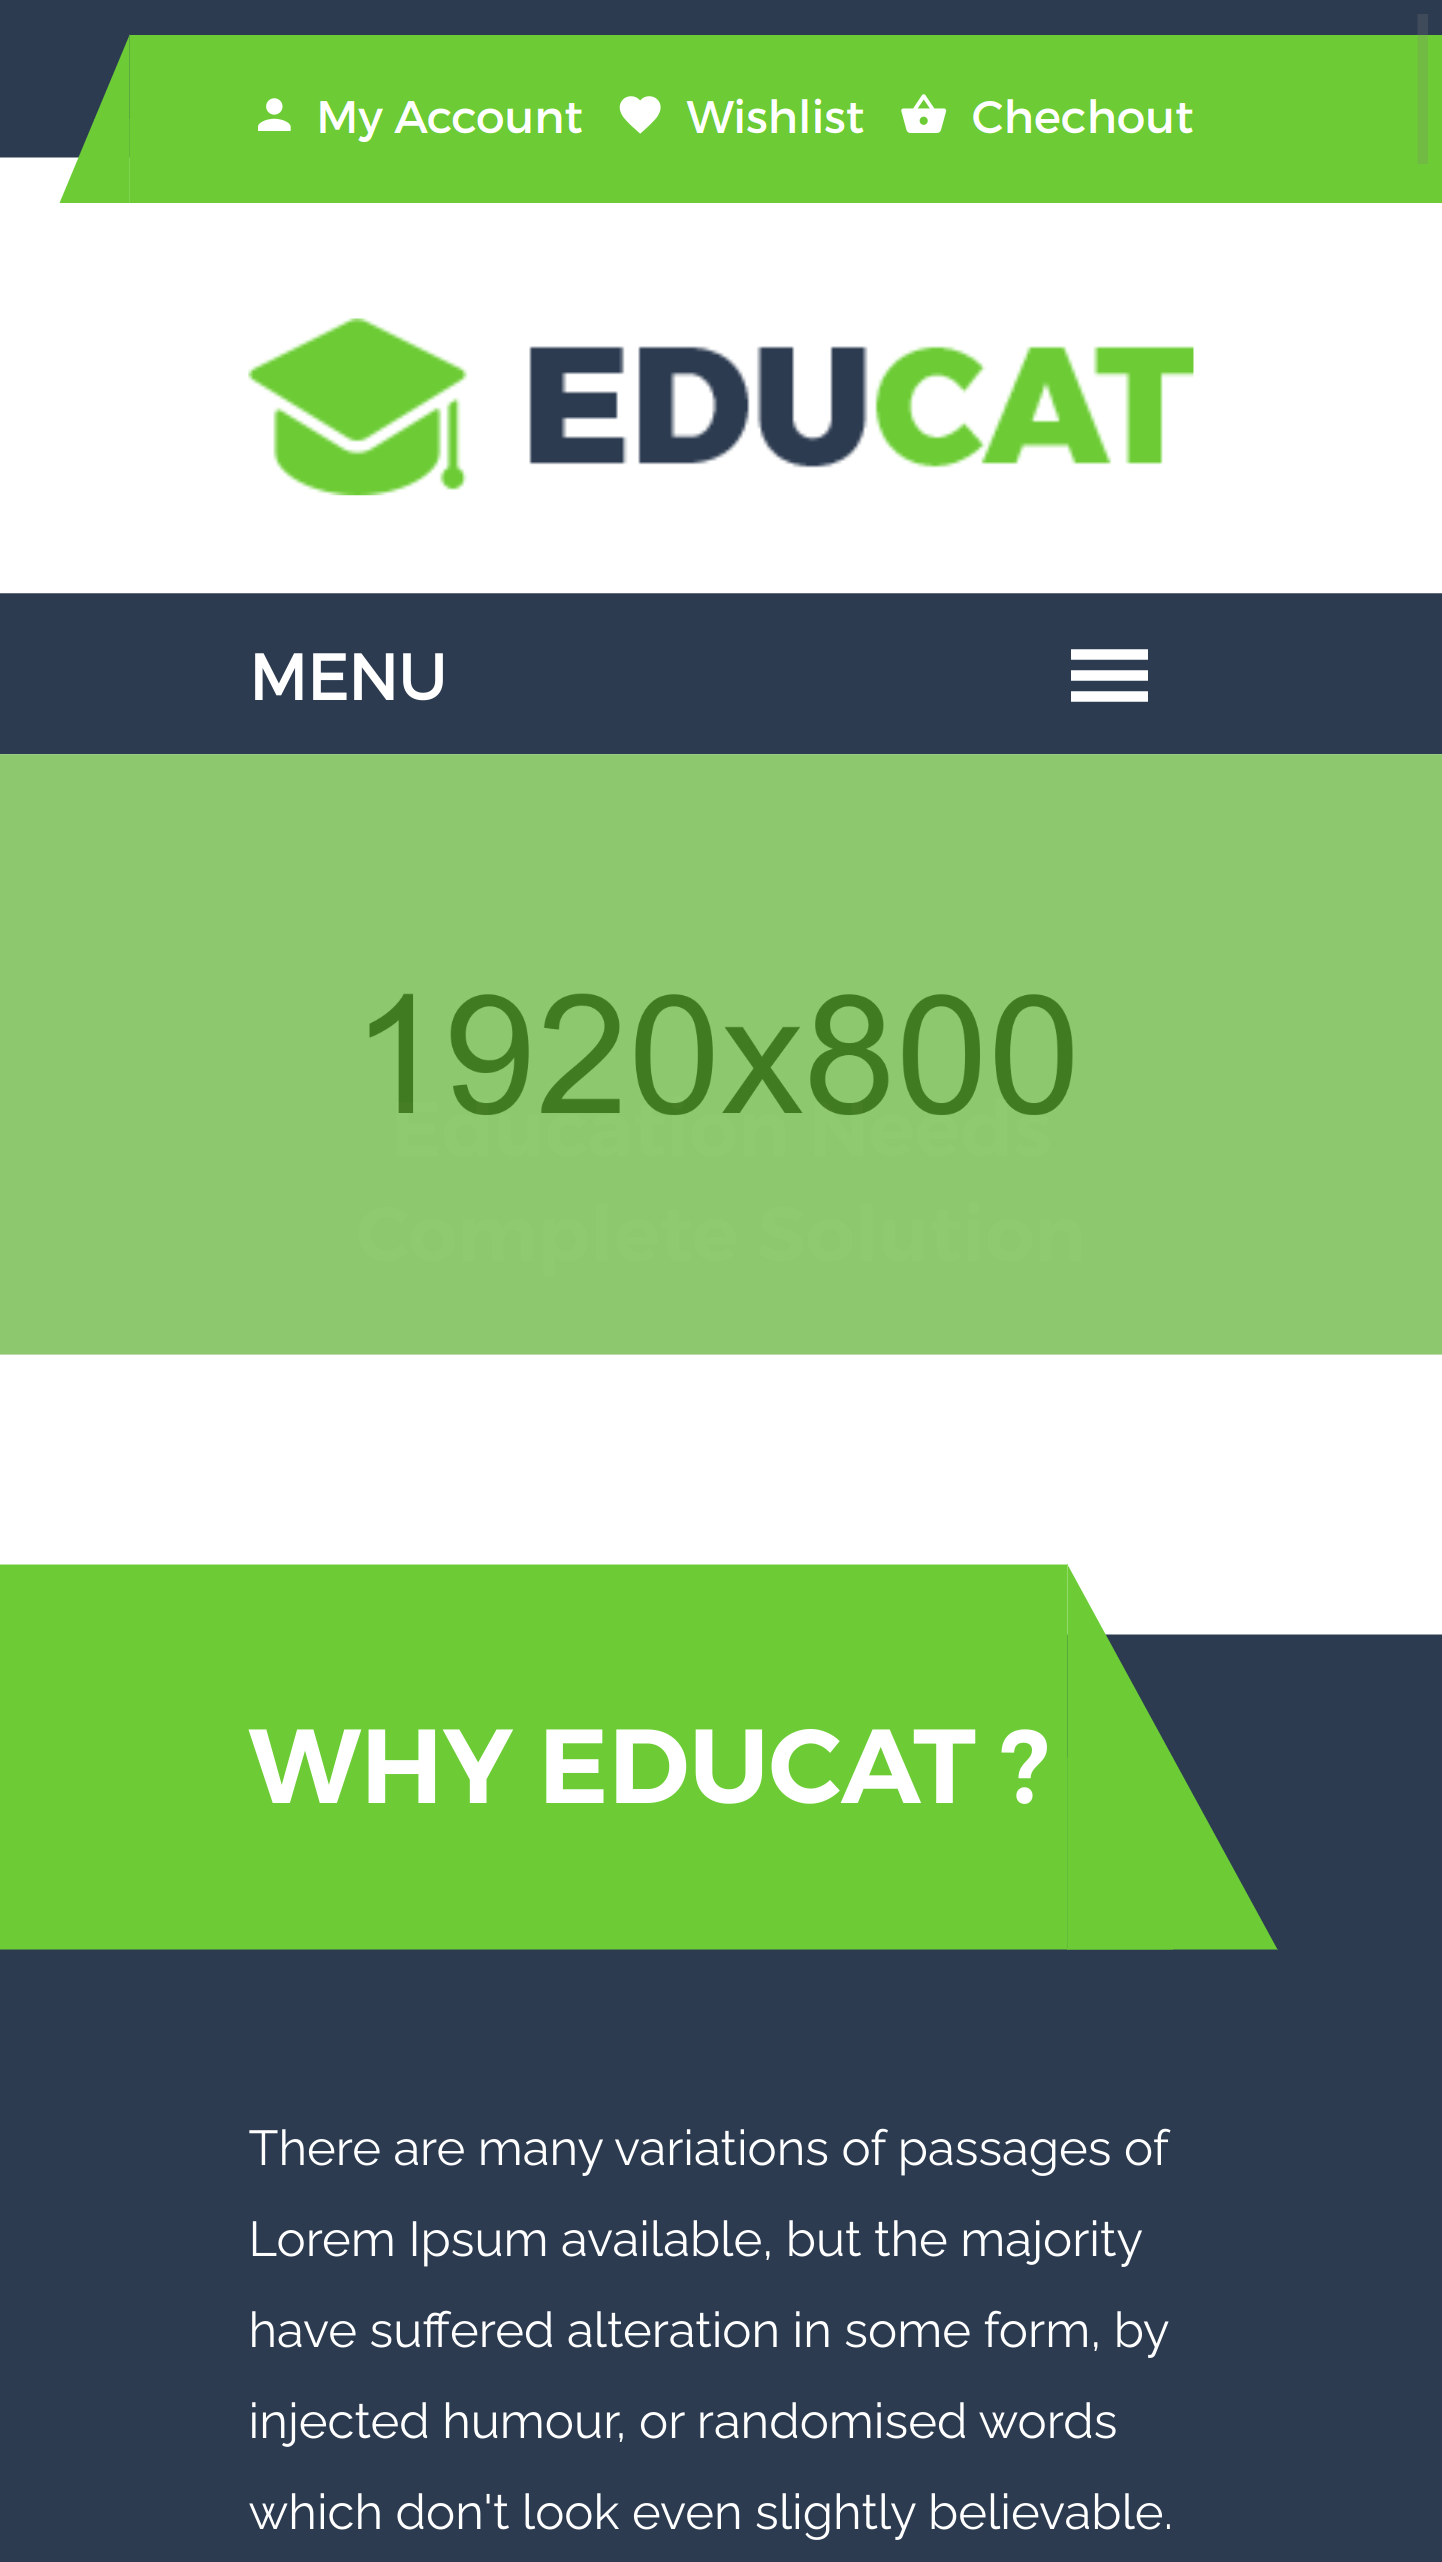 My Account Wishlist Chechout
EDUCAT
MENU
1920x800
Education Needs
Complete Solution
WHY EDUCAT ?
There are many variations of passages of
Lorem Ipsum available, but the majority
have suffered alteration in some form, by
injected humour, or randomised words
which don't look even slightly believable.